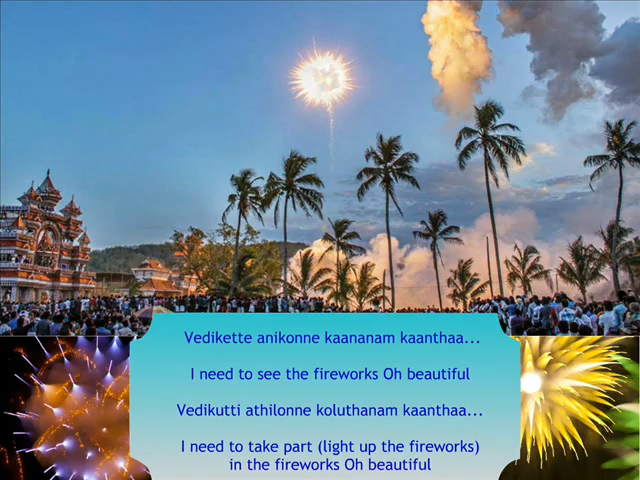 Vedikette anikonne kaananam kaanthaa...
I need to see the fireworks Oh beautiful
Vedikutti athilonne koluthanam kaanthaa...
I need to take part (light up the fireworks)
in the fireworks Oh beautiful